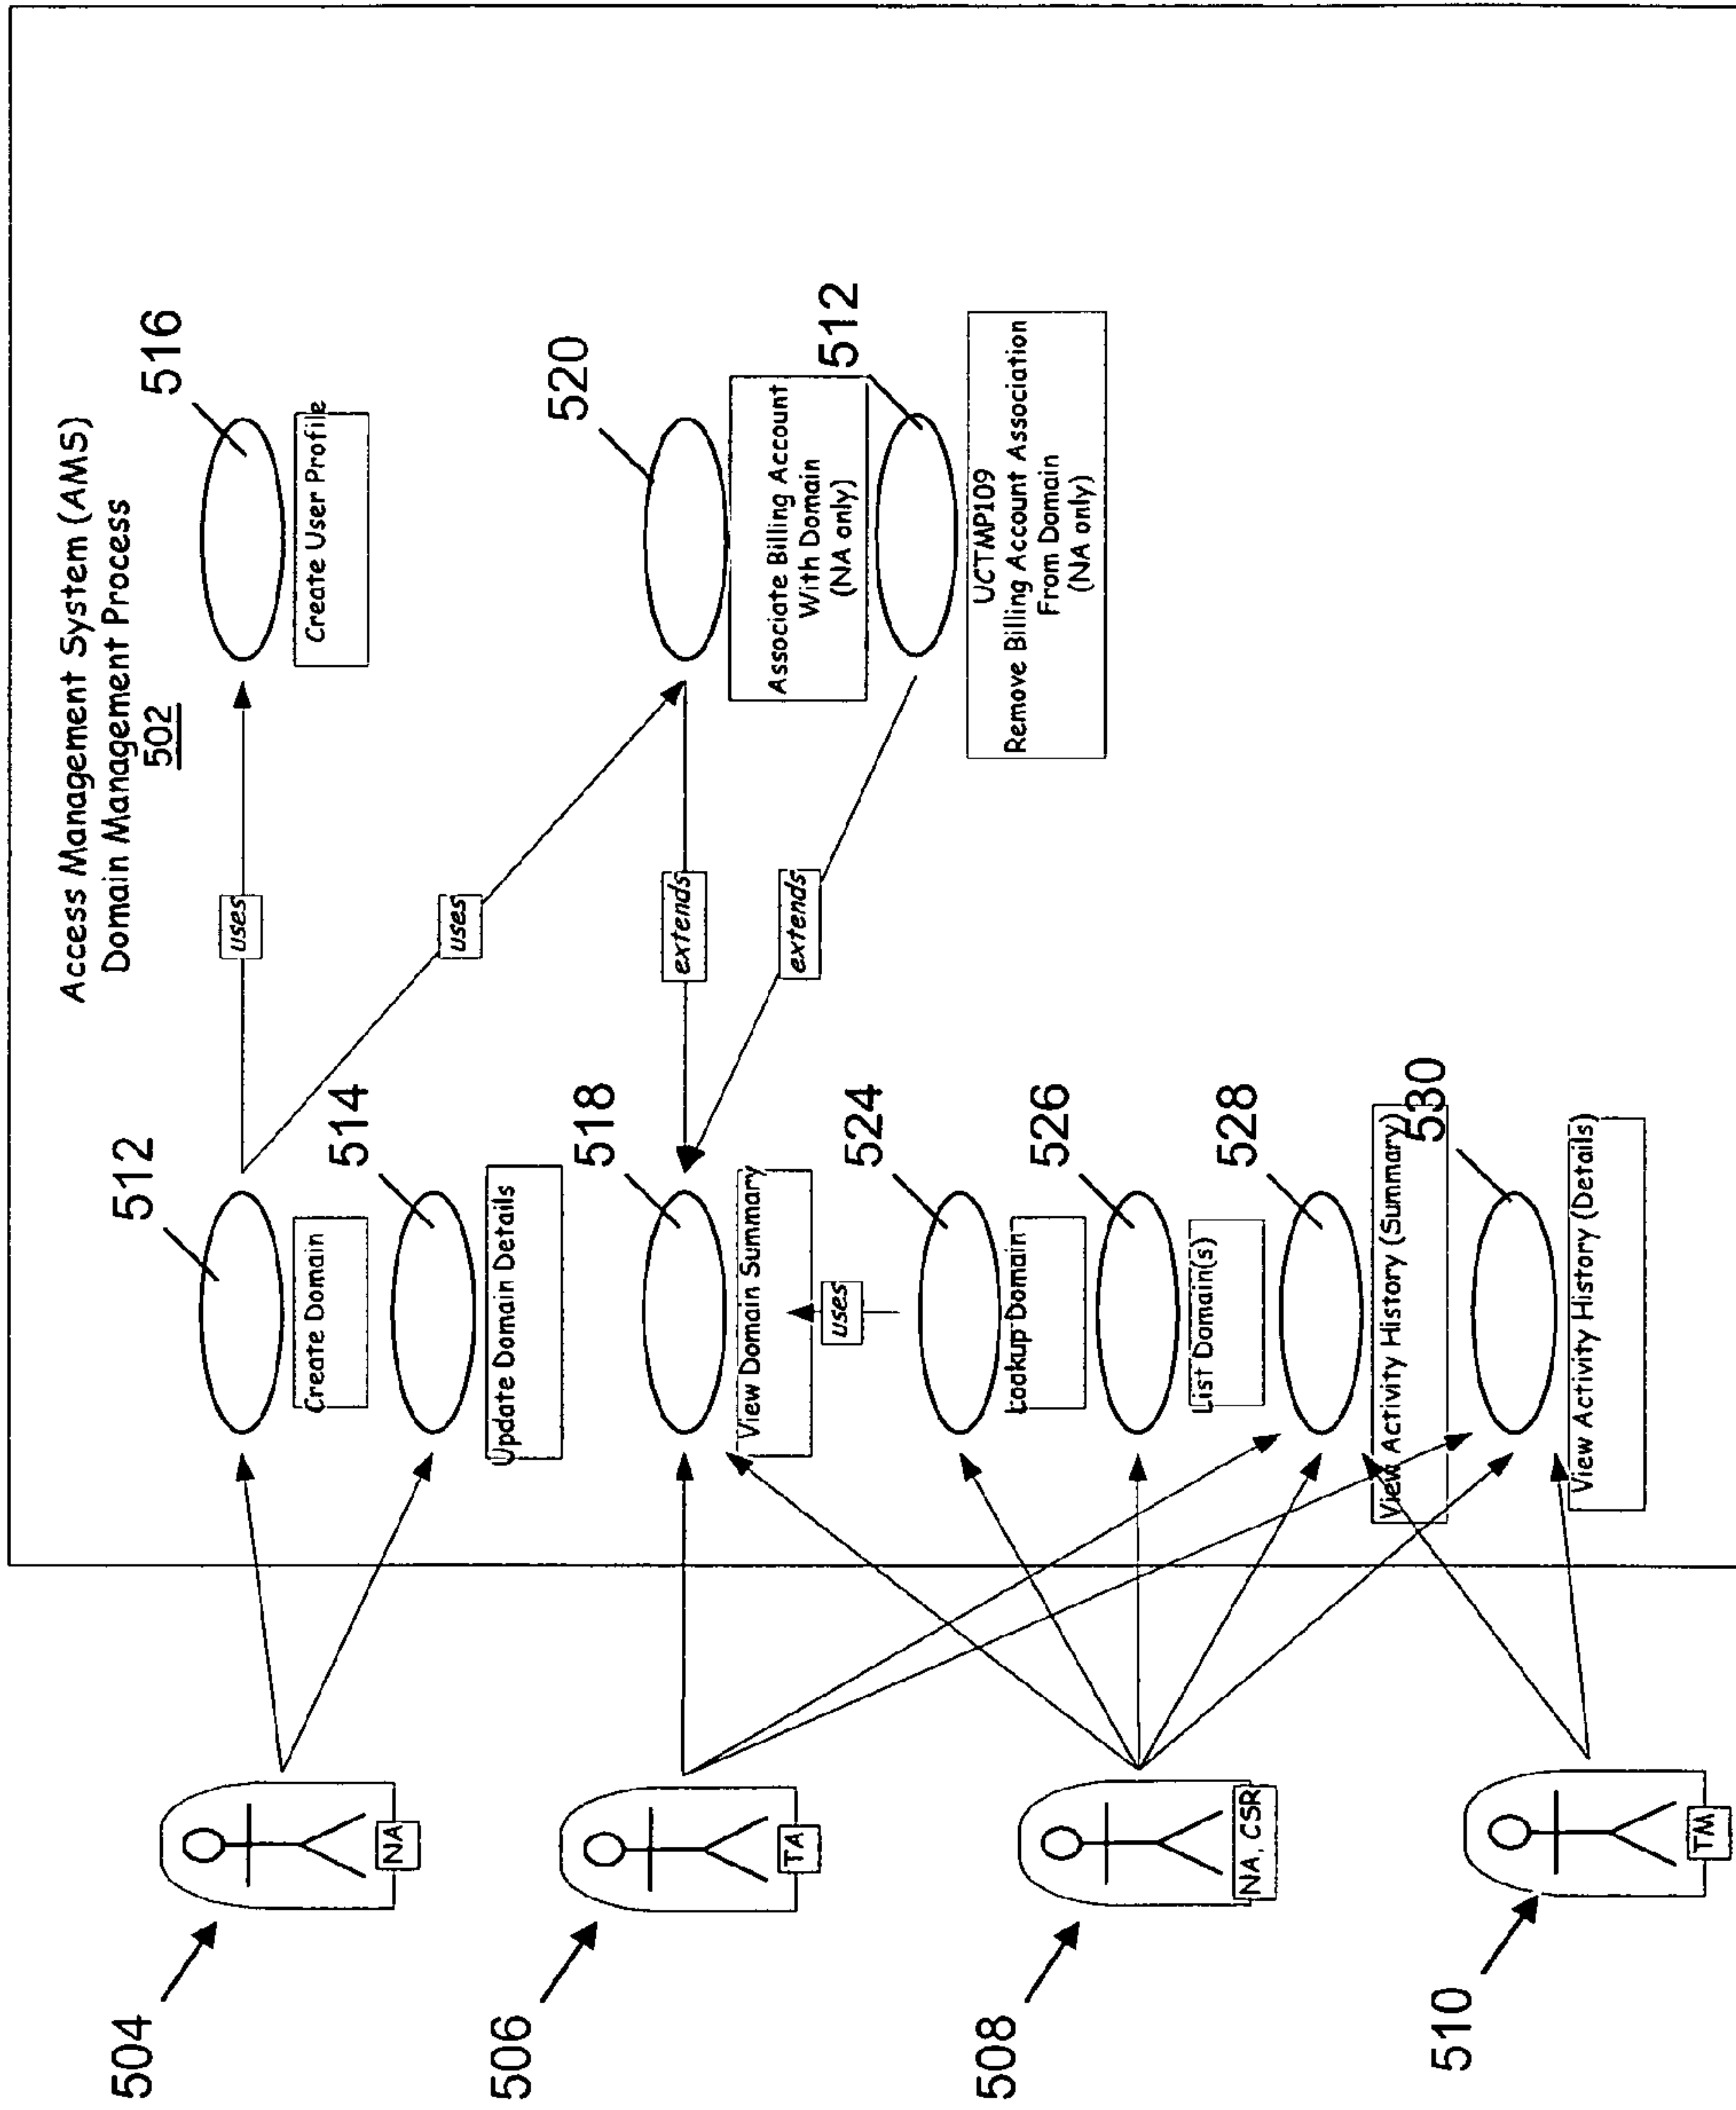 Access Management System (AMS)
Domain Management Process
502
504
NA
506
TA
508
NA, CSR
510
TM
512
Create Domain
514
Update Domain Details
518
View Domain Summary
uses
524
Lookup Domain
526
List Domain(s)
528
View Activity History (Summary)
530
View Activity History (Details)
uses
uses
extends
extends
516
Create User Profile
520
Associate Billing Account
With Domain
(NA only)
512
UCTMP109
Remove Billing Account Association
From Domain
(NA only)